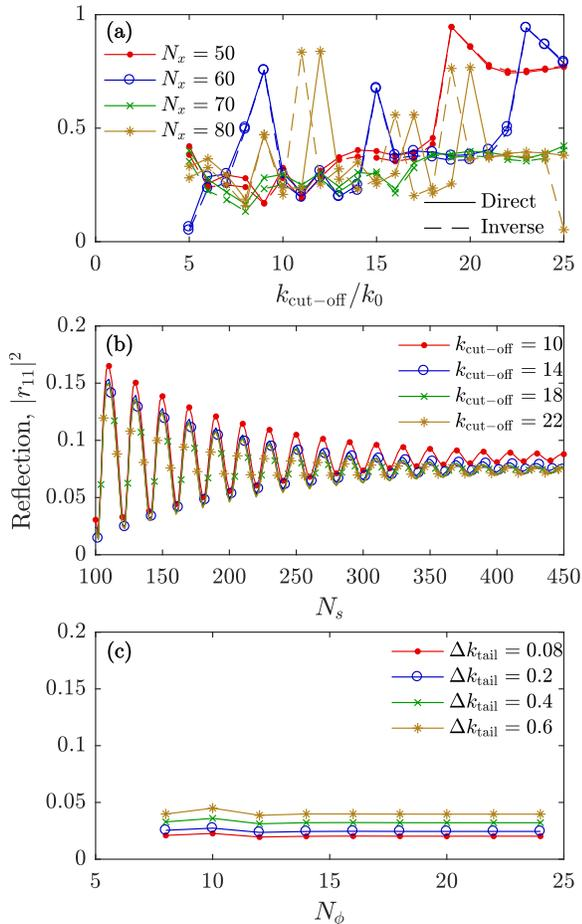 (a)
1
0.5
0
N_x = 50
N_x = 60
N_x = 70
N_x = 80
Direct
Inverse
0 5 10 15 20 25
k_cut−off/k_0
(b)
0.2
0.15
0.1
0.05
0
Reflection, |r_11|^2
k_cut−off = 10
k_cut−off = 14
k_cut−off = 18
k_cut−off = 22
100 150 200 250 300 350 400 450
N_s
(c)
0.2
0.15
0.1
0.05
0
Δk_tail = 0.08
Δk_tail = 0.2
Δk_tail = 0.4
Δk_tail = 0.6
5 10 15 20 25
N_ϕ